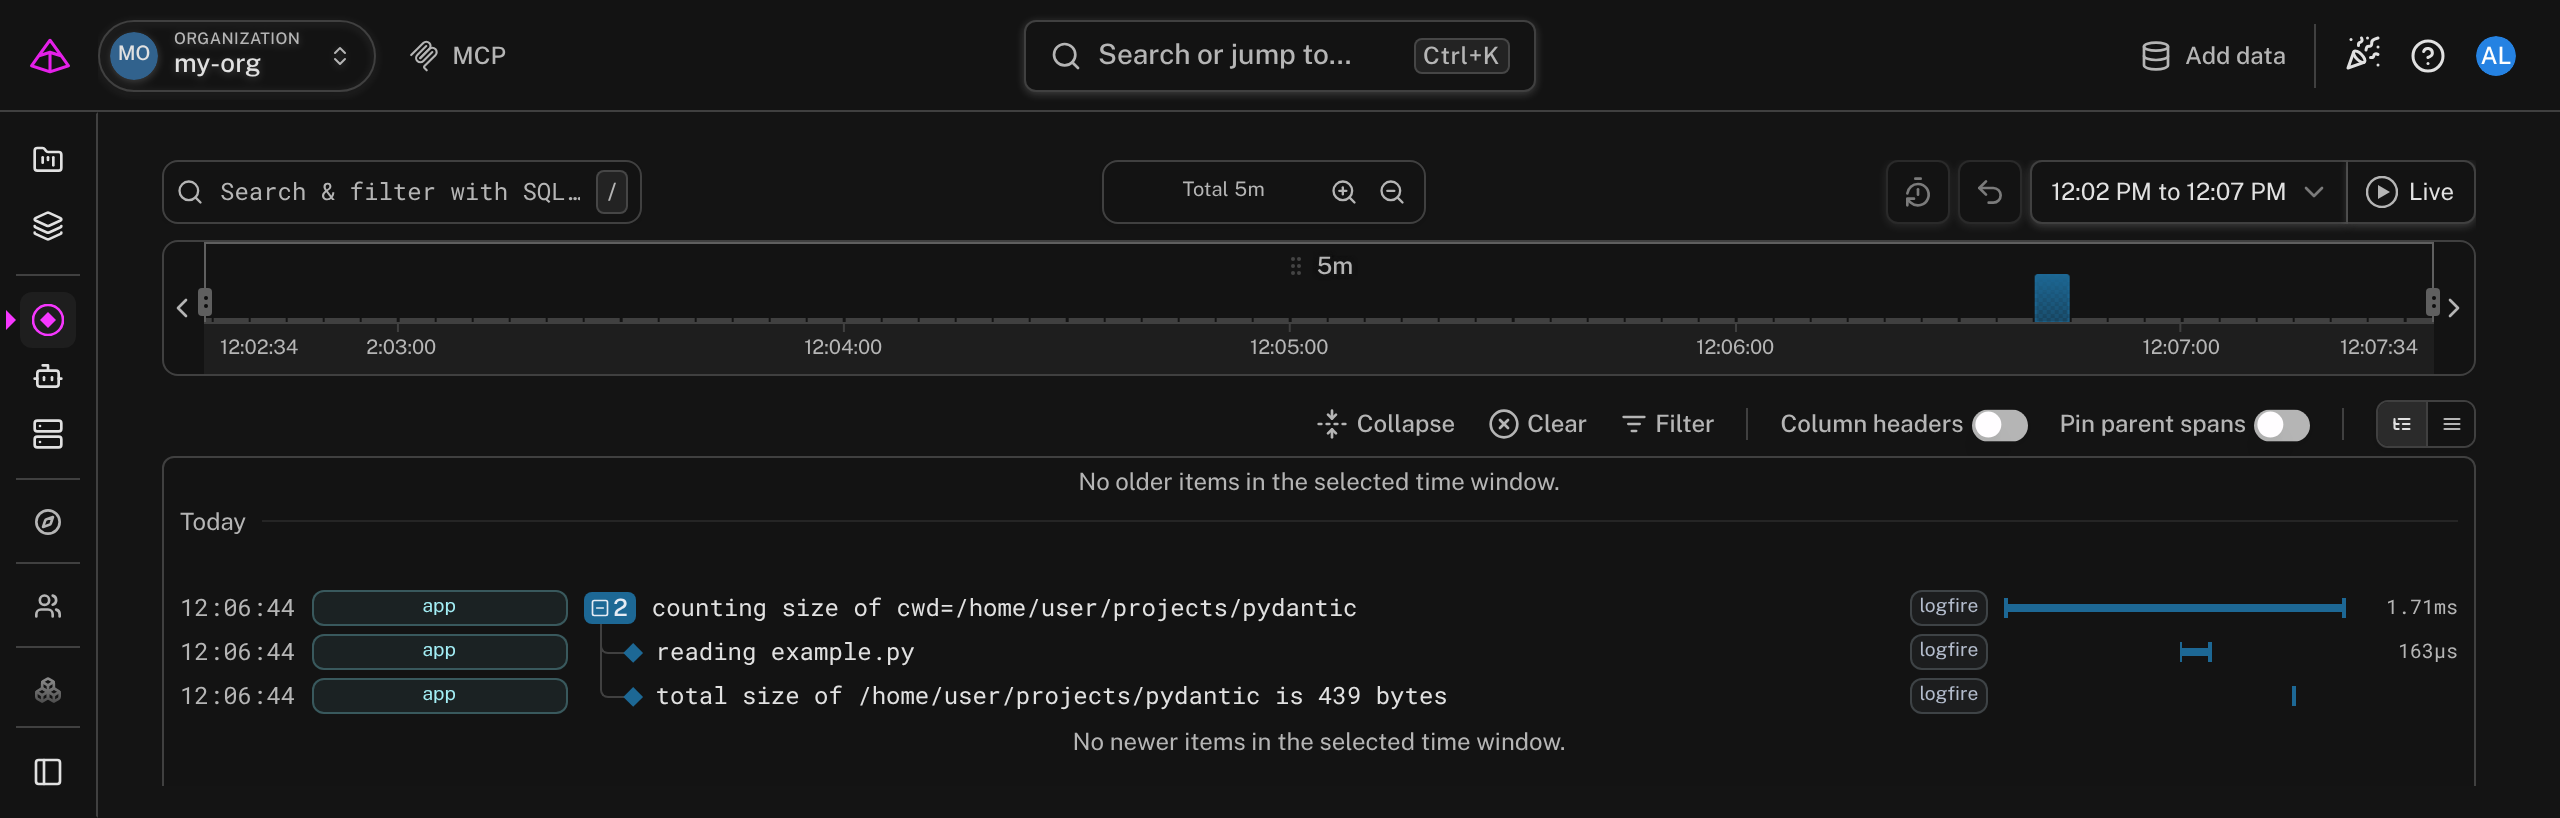 MO
ORGANIZATION
my-org
MCP
Search or jump to... Ctrl+K
Add data
AL
Search & filter with SQL… /
Total 5m
12:02 PM to 12:07 PM
Live
5m
12:02:34 2:03:00 12:04:00 12:05:00 12:06:00 12:07:00 12:07:34
Collapse Clear Filter Column headers Pin parent spans
No older items in the selected time window.
Today
12:06:44 app 2 counting size of cwd=/home/user/projects/pydantic logfire 1.71ms
12:06:44 app reading example.py logfire 163μs
12:06:44 app total size of /home/user/projects/pydantic is 439 bytes logfire
No newer items in the selected time window.